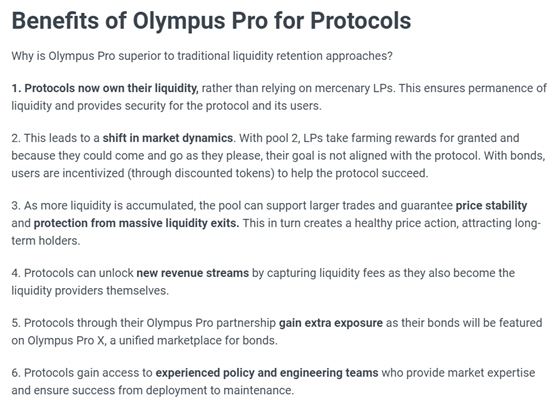 Benefits of Olympus Pro for Protocols
Why is Olympus Pro superior to traditional liquidity retention approaches?
1. Protocols now own their liquidity, rather than relying on mercenary LPs. This ensures permanence of
liquidity and provides security for the protocol and its users.
2. This leads to a shift in market dynamics. With pool 2, LPs take farming rewards for granted and
because they could come and go as they please, their goal is not aligned with the protocol. With bonds,
users are incentivized (through discounted tokens) to help the protocol succeed.
3. As more liquidity is accumulated, the pool can support larger trades and guarantee price stability
and protection from massive liquidity exits. This in turn creates a healthy price action, attracting long-
term holders.
4. Protocols can unlock new revenue streams by capturing liquidity fees as they also become the
liquidity providers themselves.
5. Protocols through their Olympus Pro partnership gain extra exposure as their bonds will be featured
on Olympus Pro X, a unified marketplace for bonds.
6. Protocols gain access to experienced policy and engineering teams who provide market expertise
and ensure success from deployment to maintenance.